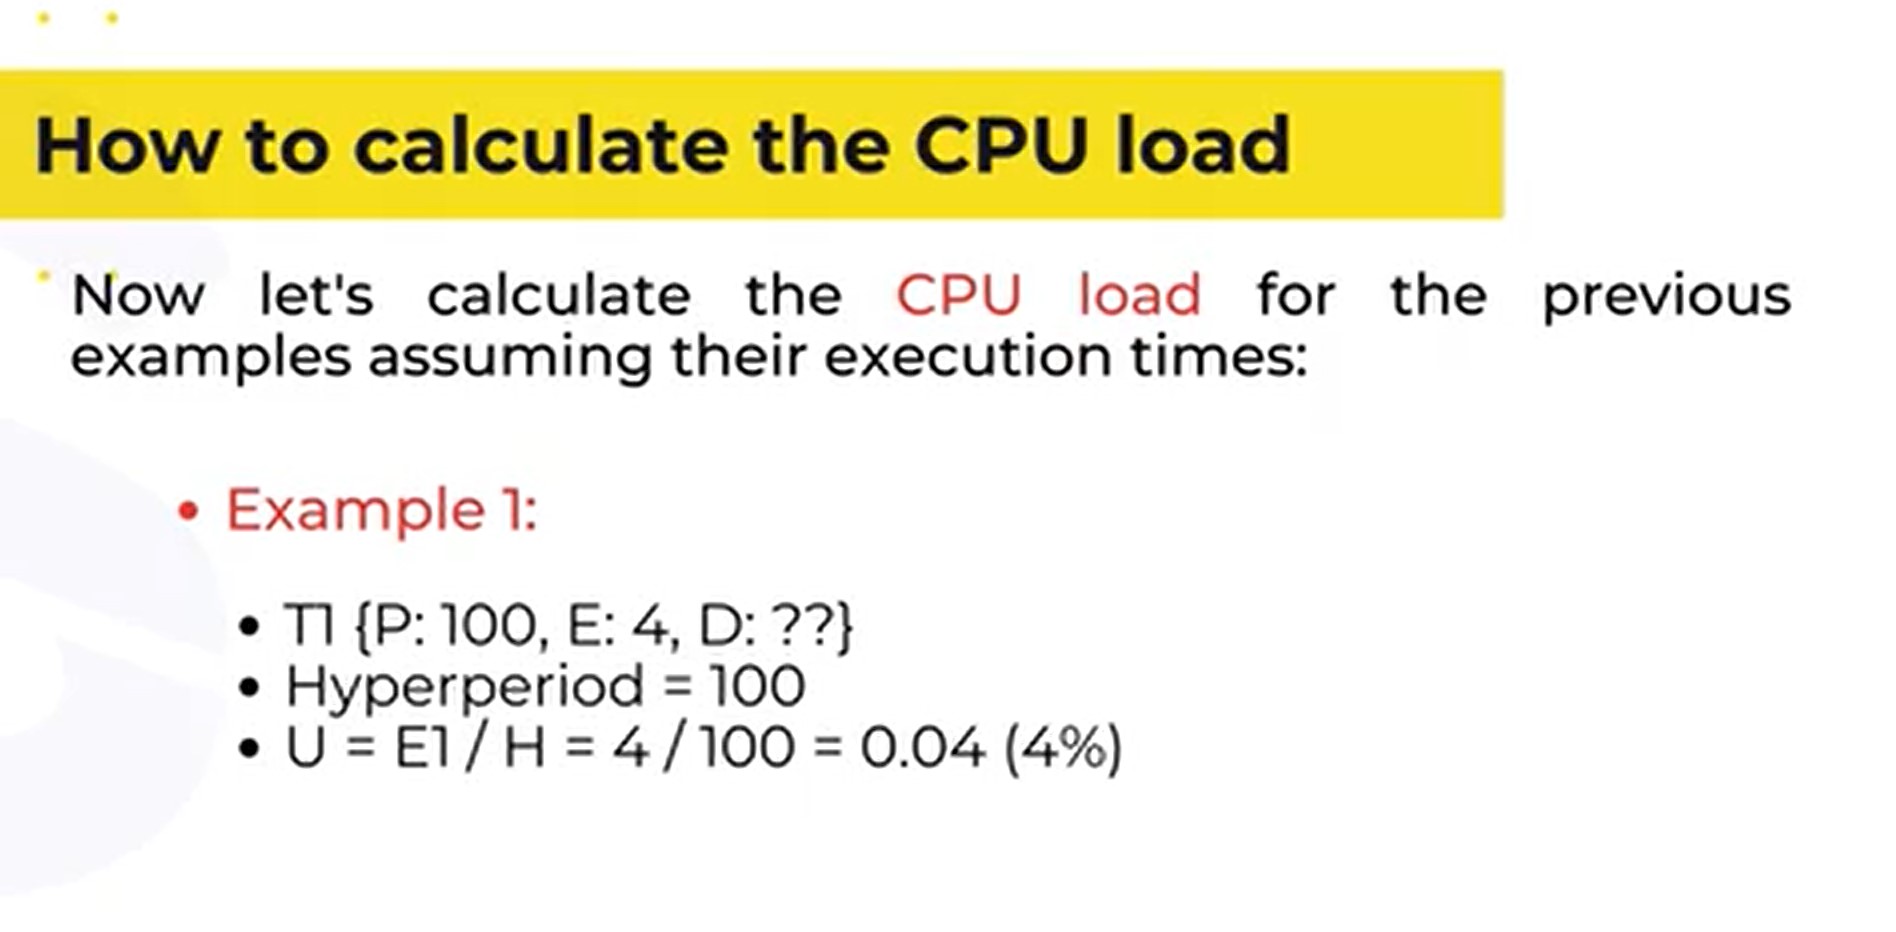 How to calculate the CPU load
Now let's calculate the CPU load for the previous
examples assuming their execution times:
• Example 1:
• T1 {P: 100, E: 4, D: ??}
• Hyperperiod = 100
• U = E1 / H = 4 / 100 = 0.04 (4%)